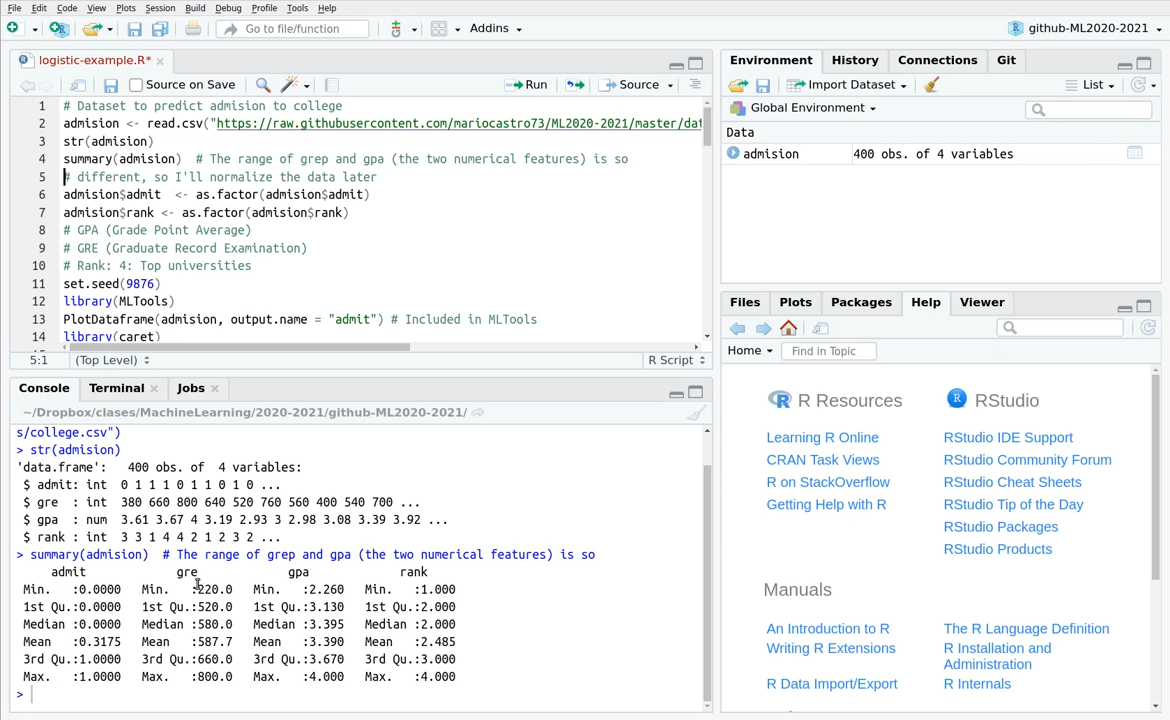 File Edit Code View Plots Session Build Debug Profile Tools Help
Go to file/function
Addins
github-ML2020-2021
logistic-example.R*
Source on Save
Run
Source
1 # Dataset to predict admision to college
2 admision <- read.csv("https://raw.githubusercontent.com/mariocastro73/ML2020-2021/master/dat
3 str(admision)
4 summary(admision)  # The range of grep and gpa (the two numerical features) is so
5 # different, so I'll normalize the data later
6 admision$admit  <- as.factor(admision$admit)
7 admision$rank <- as.factor(admision$rank)
8 # GPA (Grade Point Average)
9 # GRE (Graduate Record Examination)
10 # Rank: 4: Top universities
11 set.seed(9876)
12 library(MLTools)
13 PlotDataframe(admision, output.name = "admit") # Included in MLTools
14 library(caret)
5:1 (Top Level) R Script
Console Terminal Jobs
~/Dropbox/clases/MachineLearning/2020-2021/github-ML2020-2021/
s/college.csv")
> str(admision)
'data.frame':   400 obs. of  4 variables:
 $ admit: int  0 1 1 1 0 1 1 0 1 0 ...
 $ gre  : int  380 660 800 640 520 760 560 400 540 700 ...
 $ gpa  : num  3.61 3.67 4 3.19 2.93 3 2.98 3.08 3.39 3.92 ...
 $ rank : int  3 3 1 4 4 2 1 2 3 2 ...
> summary(admision)  # The range of grep and gpa (the two numerical features) is so
admit gre gpa rank
Min.   :0.0000   Min.   :220.0   Min.   :2.260   Min.   :1.000
1st Qu.:0.0000   1st Qu.:520.0   1st Qu.:3.130   1st Qu.:2.000
Median :0.0000   Median :580.0   Median :3.395   Median :2.000
Mean   :0.3175   Mean   :587.7   Mean   :3.390   Mean   :2.485
3rd Qu.:1.0000   3rd Qu.:660.0   3rd Qu.:3.670   3rd Qu.:3.000
Max.   :1.0000   Max.   :800.0   Max.   :4.000   Max.   :4.000
>
Environment History Connections Git
Import Dataset
List
Global Environment
Data
admision 400 obs. of 4 variables
Files Plots Packages Help Viewer
Home Find in Topic
R Resources
Learning R Online
CRAN Task Views
R on StackOverflow
Getting Help with R
RStudio
RStudio IDE Support
RStudio Community Forum
RStudio Cheat Sheets
RStudio Tip of the Day
RStudio Packages
RStudio Products
Manuals
An Introduction to R
Writing R Extensions
R Data Import/Export
The R Language Definition
R Installation and
Administration
R Internals